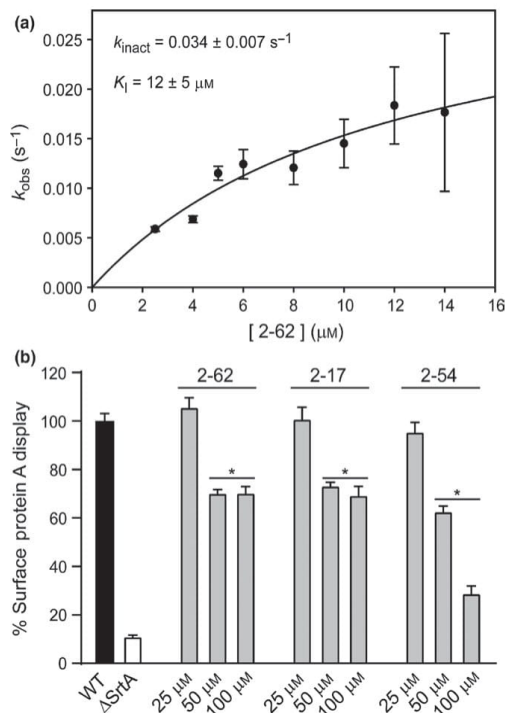 (a)
0.025
0.020
0.015
0.010
0.005
0.000
kobs (s–1)
kinact = 0.034 ± 0.007 s–1
KI = 12 ± 5 μM
0 2 4 6 8 10 12 14 16
[ 2-62 ] (μM)
(b)
120
100
80
60
40
20
0
% Surface protein A display
2-62 2-17 2-54
* * *
WT ΔSrtA 25 μM 50 μM 100 μM 25 μM 50 μM 100 μM 25 μM 50 μM 100 μM